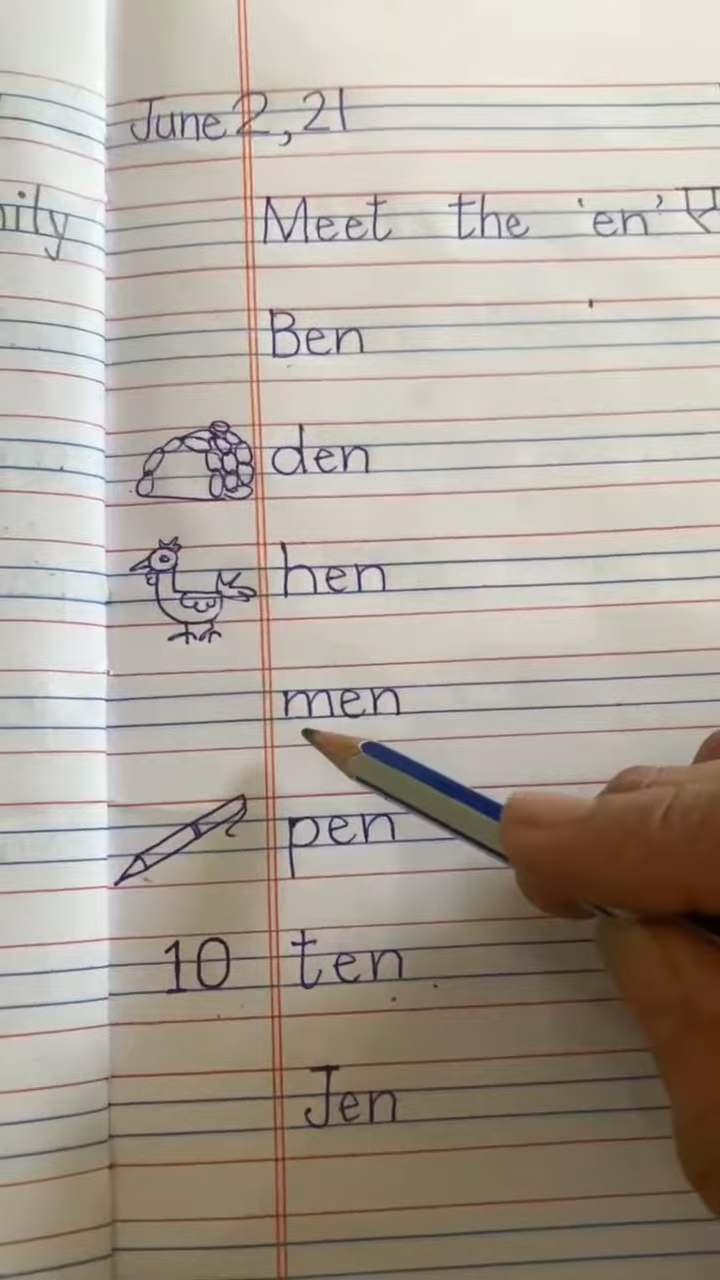 June 2, 21
Meet the 'en'
Ben
den
hen
men
pen
10 ten
Jen